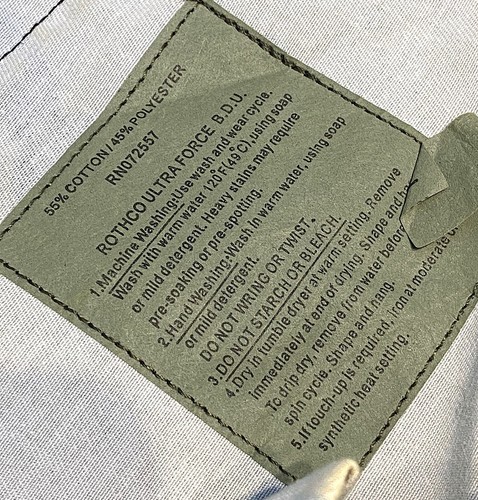 55% COTTON / 45% POLYESTER
RN072557
ROTHCO ULTRA FORCE B.D.U.
1.Machine Washing:Use wash and wear cycle.
Wash with warm water 120°F(49°C),using soap
or mild detergent. Heavy stains may require
pre-soaking or pre-spotting.
2.Hand Washing:Wash in warm water, using soap
or mild detergent.
DO NOT WRING OR TWIST.
3.DO NOT STARCH OR BLEACH.
4.Dry in tumble dryer at warm setting. Remove
immediately at end of drying. Shape and
To drip dry, remove from water before
spin cycle. Shape and hang.
5.If touch-up is required, iron at moderate
synthetic heat setting.